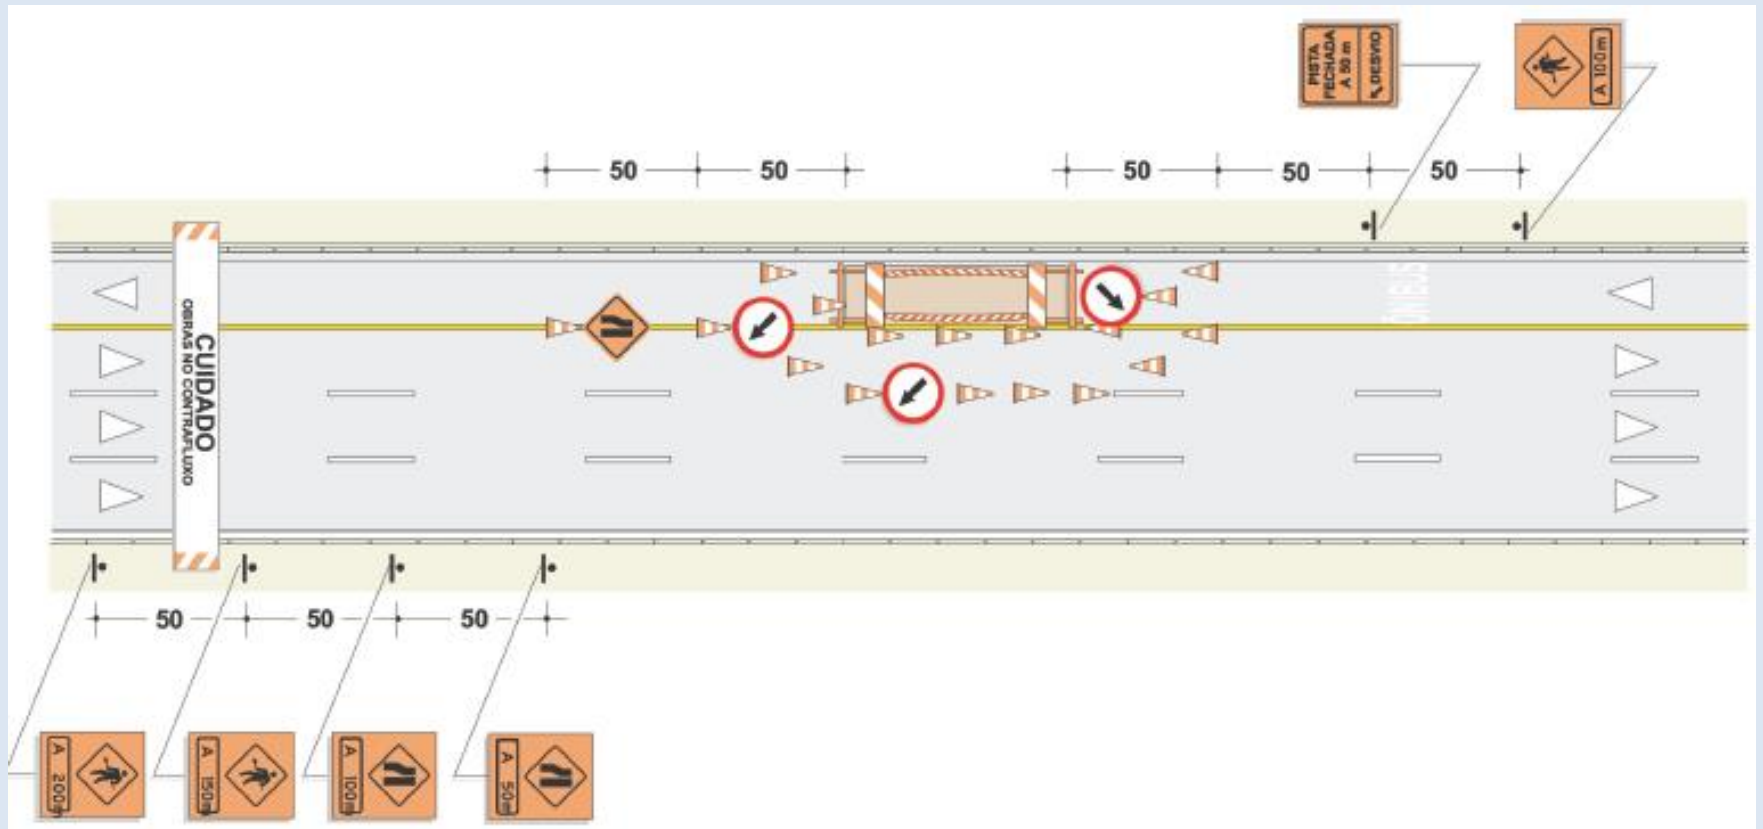 PISTA
FECHADA
A 50 m
DESVIO
A 100m
50
50
50
50
50
ÔNIBUS
CUIDADO
OBRAS NO CONTRAFLUXO
50
50
50
A 200m
A 150m
A 100m
A 50m